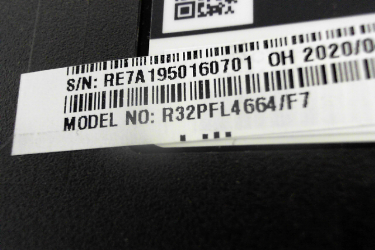 S/N: RE7A1950160701 OH 2020/0
MODEL NO: R32PFL4664/F7